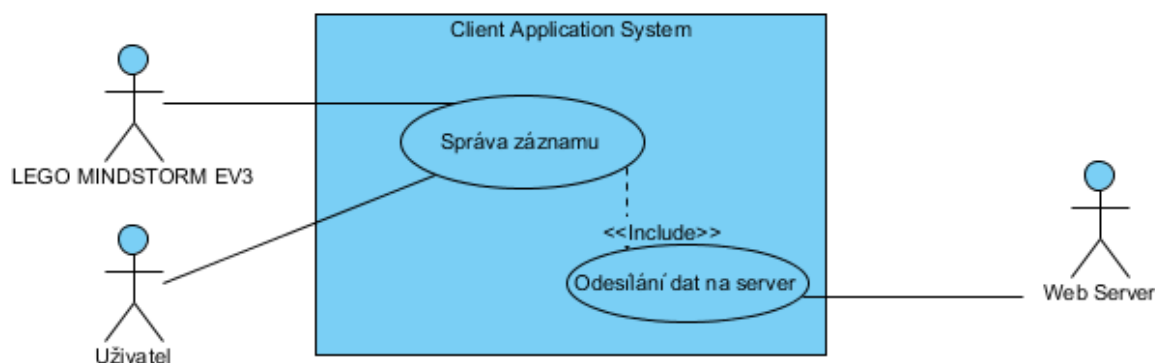 Client Application System
Správa záznamu
LEGO MINDSTORM EV3
<<Include>>
Odesílání dat na server
Web Server
Uživatel